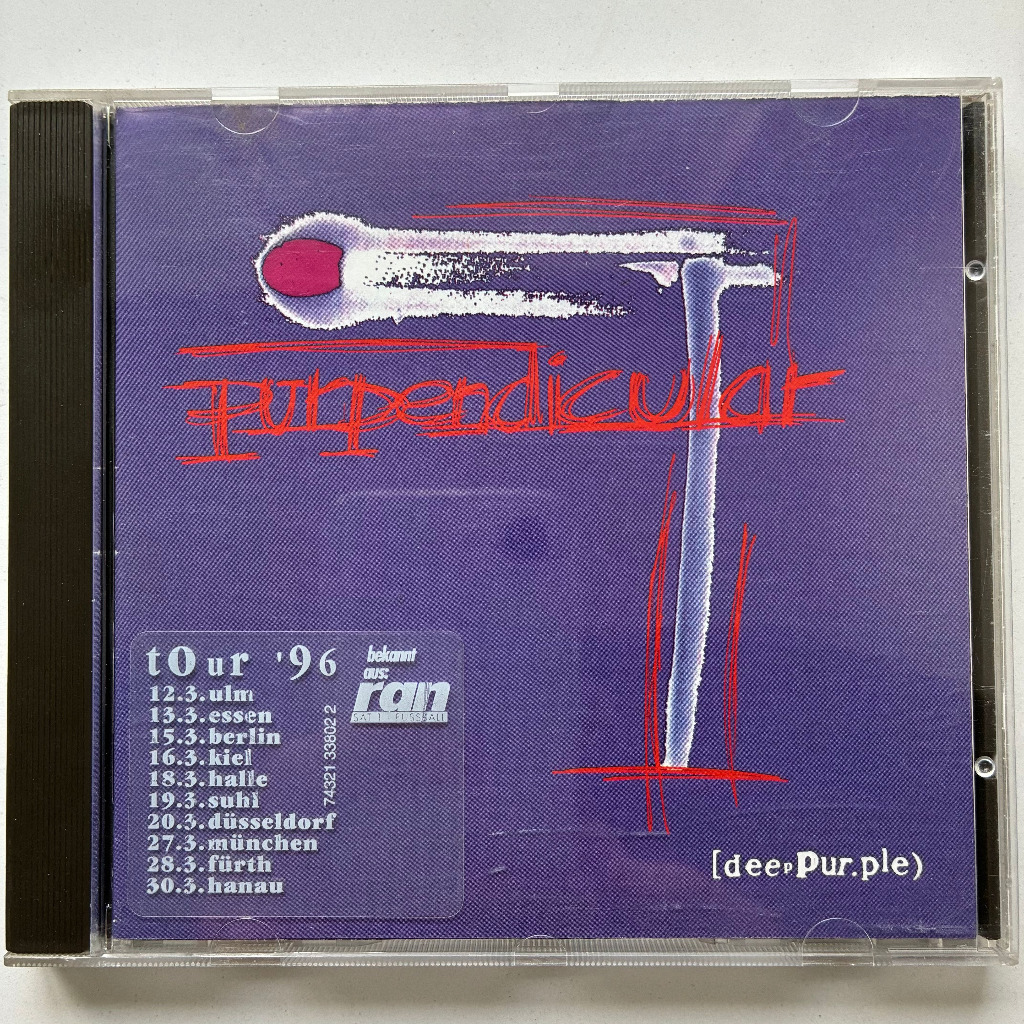 purpendicular
tOur '96
12.3.ulm
13.3.essen
15.3.berlin
16.3.kiel
18.3.halle
19.3.suhl
20.3.düsseldorf
27.3.münchen
28.3.fürth
30.3.hanau
bekannt
aus:
ran
SAT 1 - FUSSBALL
74321 33802 2
[deepPur.ple)